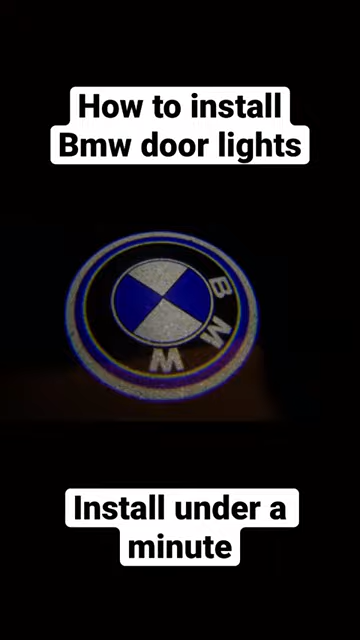 How to install
Bmw door lights
BMW
Install under a
minute